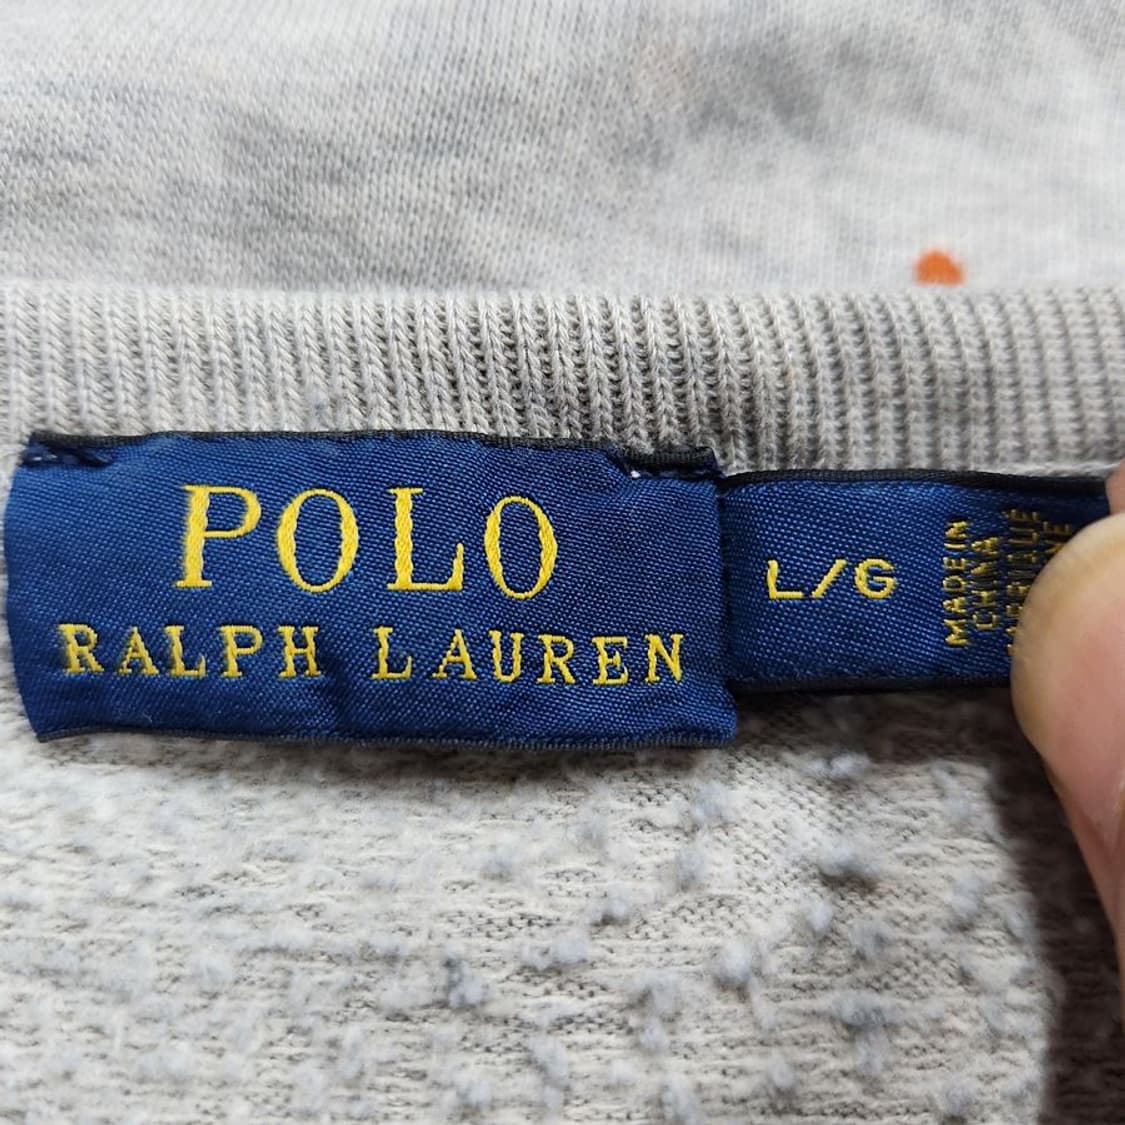 POLO
RALPH LAUREN
L/G
MADE IN
CHINA